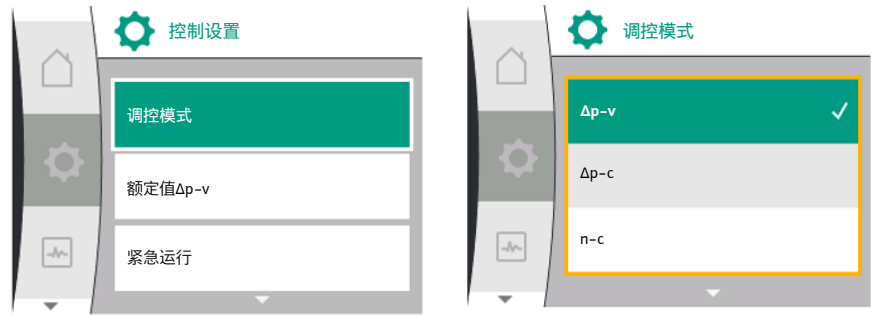 控制设置
调控模式
额定值Δp-v
紧急运行
调控模式
Δp-v
Δp-c
n-c